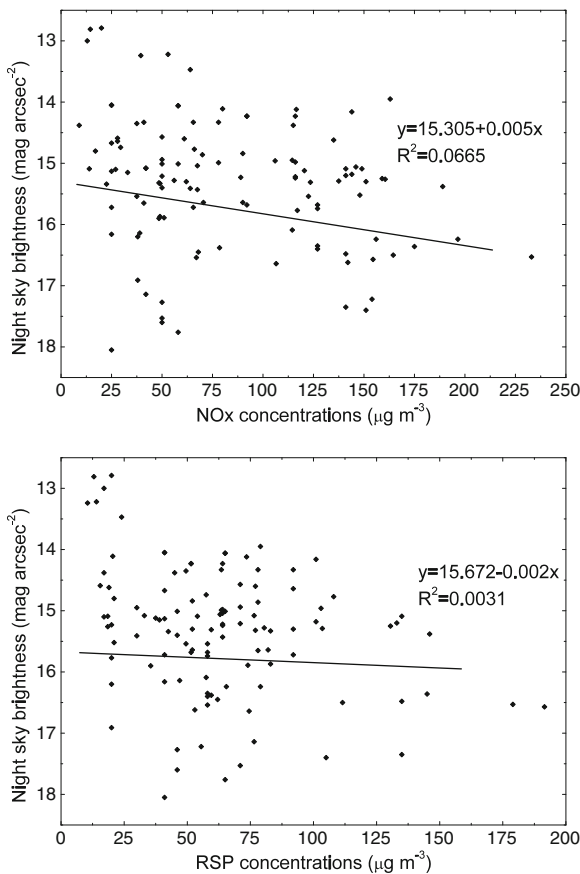 13
14
15
16
17
18
Night sky brightness (mag arcsec⁻²)
y=15.305+0.005x
R²=0.0665
0 25 50 75 100 125 150 175 200 225 250
NOx concentrations (μg m⁻³)
13
14
15
16
17
18
Night sky brightness (mag arcsec⁻²)
y=15.672-0.002x
R²=0.0031
0 25 50 75 100 125 150 175 200
RSP concentrations (μg m⁻³)